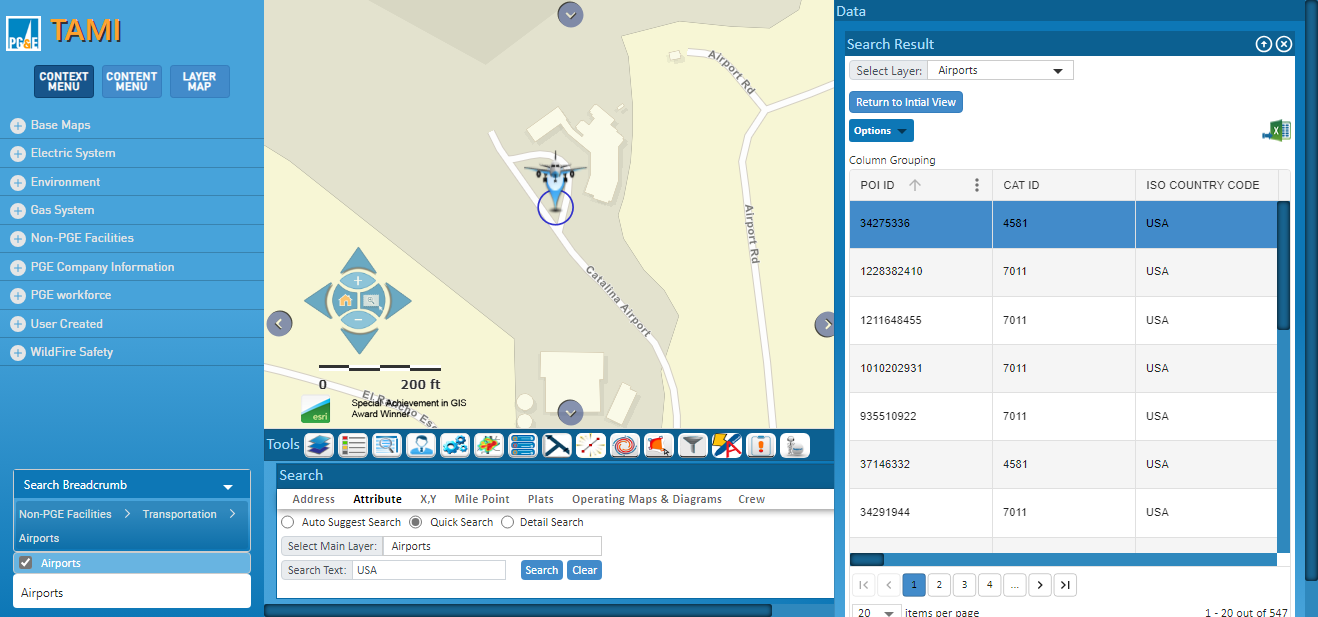 PG&E TAMI
CONTEXT MENU
CONTENT MENU
LAYER MAP
Base Maps
Electric System
Environment
Gas System
Non-PGE Facilities
PGE Company Information
PGE workforce
User Created
WildFire Safety
Search Breadcrumb
Non-PGE Facilities > Transportation >
Airports
Airports
Airports
Airport Rd
Airport Rd
Catalina Airport
0 200 ft
El Rancho Esc
esri
Special Achievement in GIS
Award Winner
Tools
Search
Address Attribute X,Y Mile Point Plats Operating Maps & Diagrams Crew
Auto Suggest Search Quick Search Detail Search
Select Main Layer: Airports
Search Text: USA Search Clear
Data
Search Result
Select Layer: Airports
Return to Intial View
Options
Column Grouping
POI ID CAT ID ISO COUNTRY CODE
34275336 4581 USA
1228382410 7011 USA
1211648455 7011 USA
1010202931 7011 USA
935510922 7011 USA
37146332 4581 USA
34291944 7011 USA
1 2 3 4 ...
20 items per page 1 - 20 out of 547